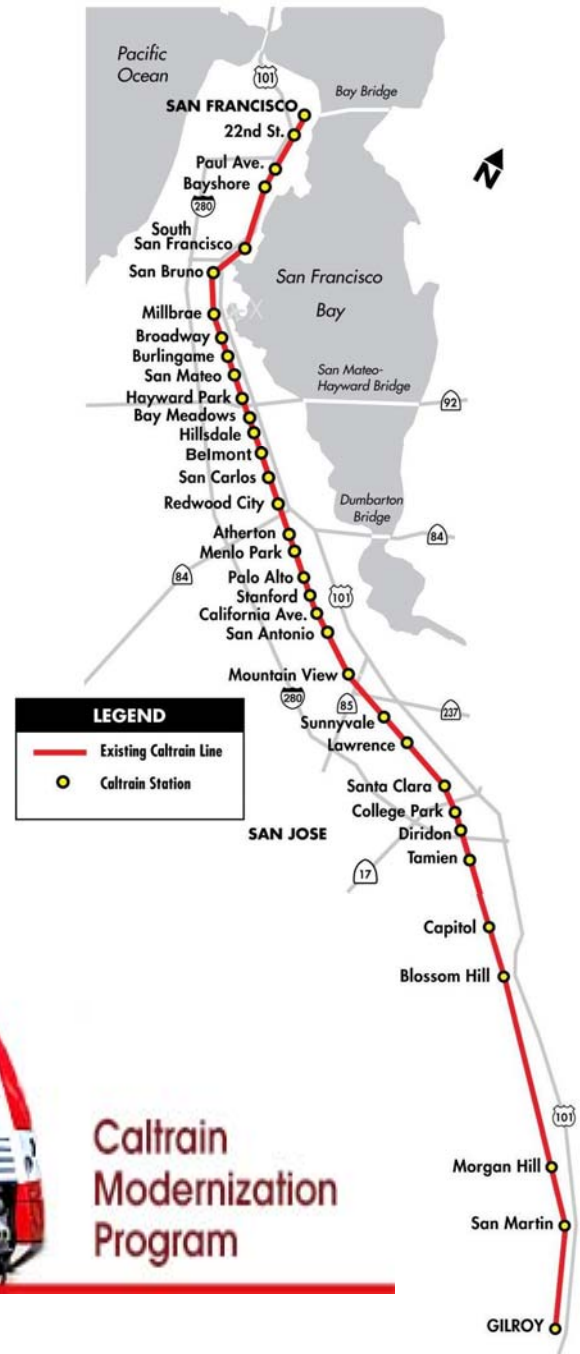 Pacific
Ocean
101
Bay Bridge
SAN FRANCISCO
22nd St.
N
Paul Ave.
Bayshore
280
South
San Francisco
San Bruno
San Francisco
Bay
Millbrae
Broadway
Burlingame
San Mateo
San Mateo-
Hayward Bridge
Hayward Park
92
Bay Meadows
Hillsdale
Belmont
San Carlos
Redwood City
Dumbarton
Bridge
Atherton
84
Menlo Park
Palo Alto
84
Stanford
101
California Ave.
San Antonio
Mountain View
280
85
237
LEGEND
Existing Caltrain Line
Caltrain Station
Sunnyvale
Lawrence
Santa Clara
College Park
SAN JOSE
Diridon
Tamien
17
Capitol
Blossom Hill
101
Caltrain
Modernization
Program
Morgan Hill
San Martin
GILROY